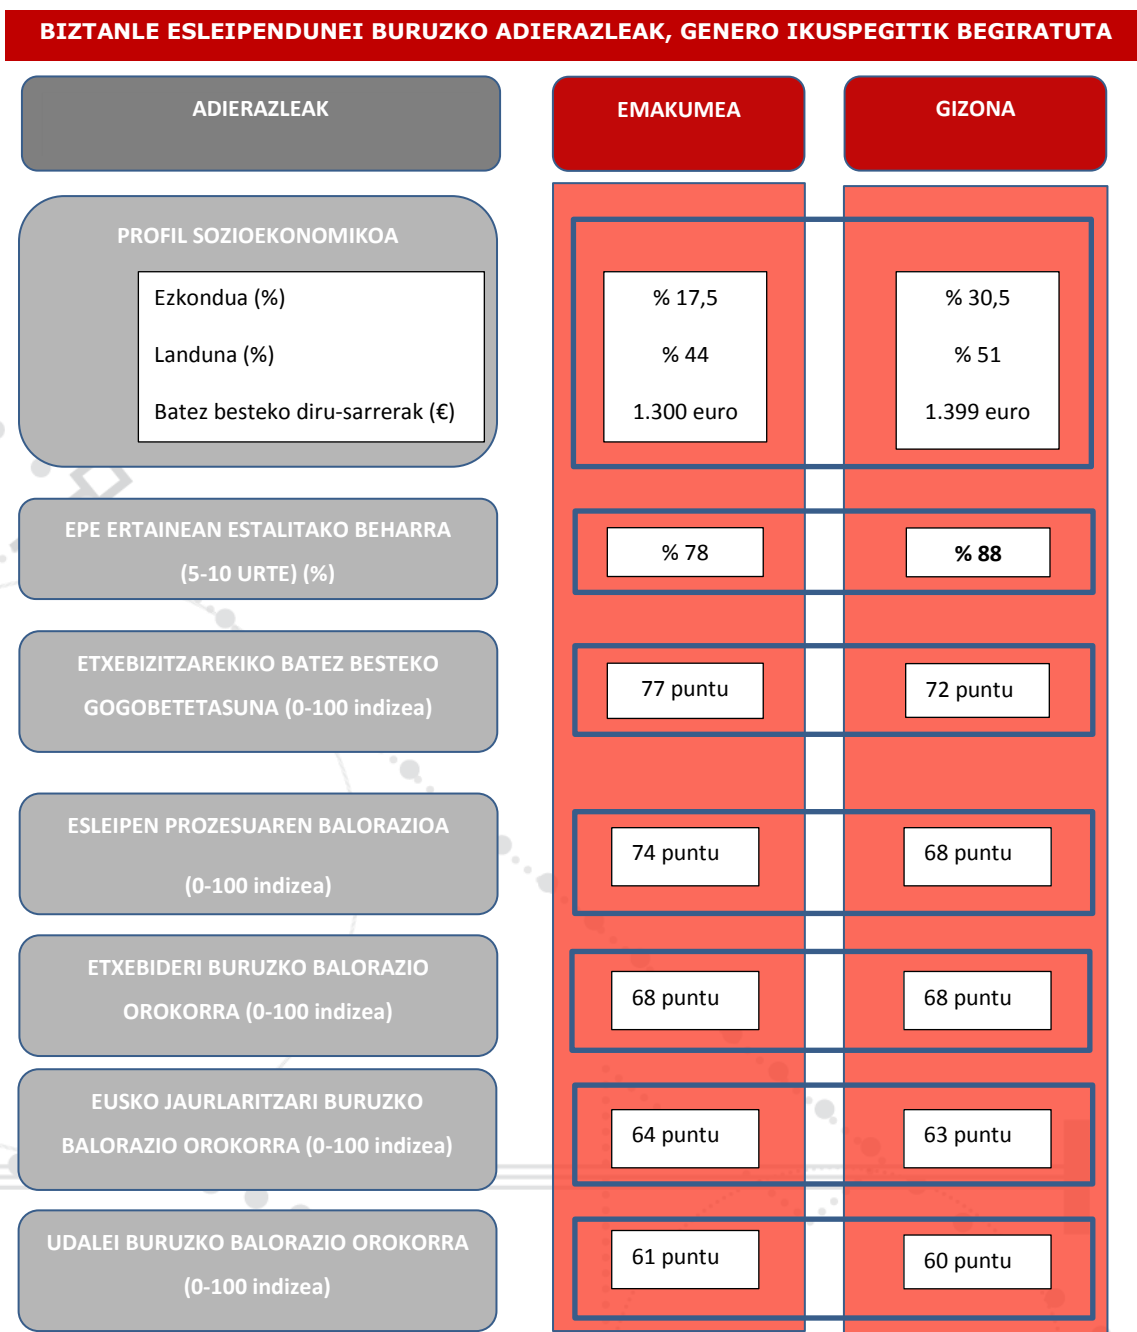 BIZTANLE ESLEIPENDUNEI BURUZKO ADIERAZLEAK, GENERO IKUSPEGITIK BEGIRATUTA
ADIERAZLEAK
EMAKUMEA
GIZONA
PROFIL SOZIOEKONOMIKOA
Ezkondua (%)
% 17,5
% 30,5
Landuna (%)
% 44
% 51
Batez besteko diru-sarrerak (€)
1.300 euro
1.399 euro
EPE ERTAINEAN ESTALITAKO BEHARRA
(5-10 URTE) (%)
% 78
% 88
ETXEBIZITZAREKIKO BATEZ BESTEKO
GOGOBETETASUNA (0-100 indizea)
77 puntu
72 puntu
ESLEIPEN PROZESUAREN BALORAZIOA
(0-100 indizea)
74 puntu
68 puntu
ETXEBIDERI BURUZKO BALORAZIO
OROKORRA (0-100 indizea)
68 puntu
68 puntu
EUSKO JAURLARITZARI BURUZKO
BALORAZIO OROKORRA (0-100 indizea)
64 puntu
63 puntu
UDALEI BURUZKO BALORAZIO OROKORRA
(0-100 indizea)
61 puntu
60 puntu